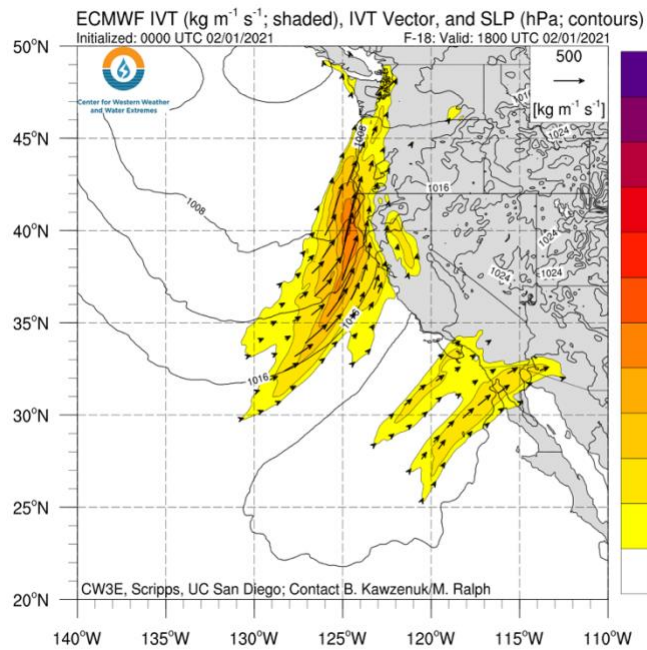 ECMWF IVT (kg m⁻¹ s⁻¹; shaded), IVT Vector, and SLP (hPa; contours)
Initialized: 0000 UTC 02/01/2021 F-18: Valid: 1800 UTC 02/01/2021
50°N
500
[kg m⁻¹ s⁻¹]
Center for Western Weather
and Water Extremes
45°N
1008
1024
1008
1016
40°N
1024
1024
1024
35°N
1016
1016
30°N
25°N
CW3E, Scripps, UC San Diego; Contact B. Kawzenuk/M. Ralph
20°N
140°W 135°W 130°W 125°W 120°W 115°W 110°W